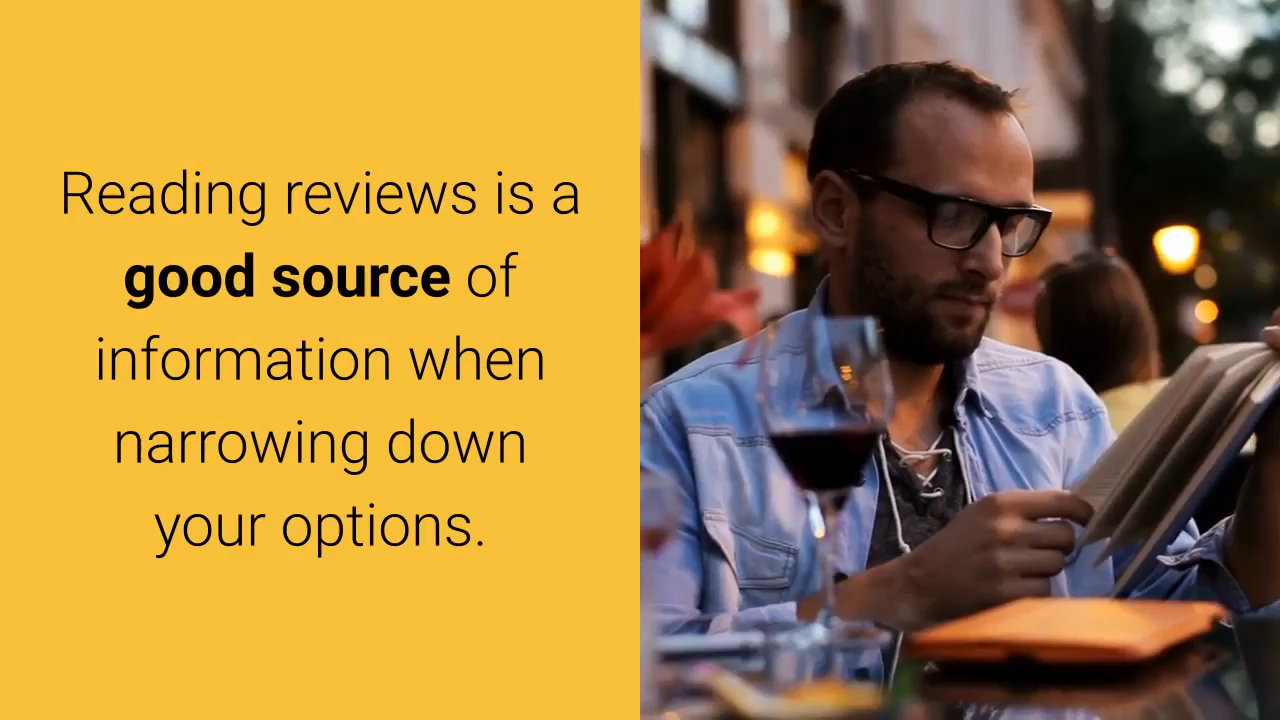 Reading reviews is a
good source of
information when
narrowing down
your options.